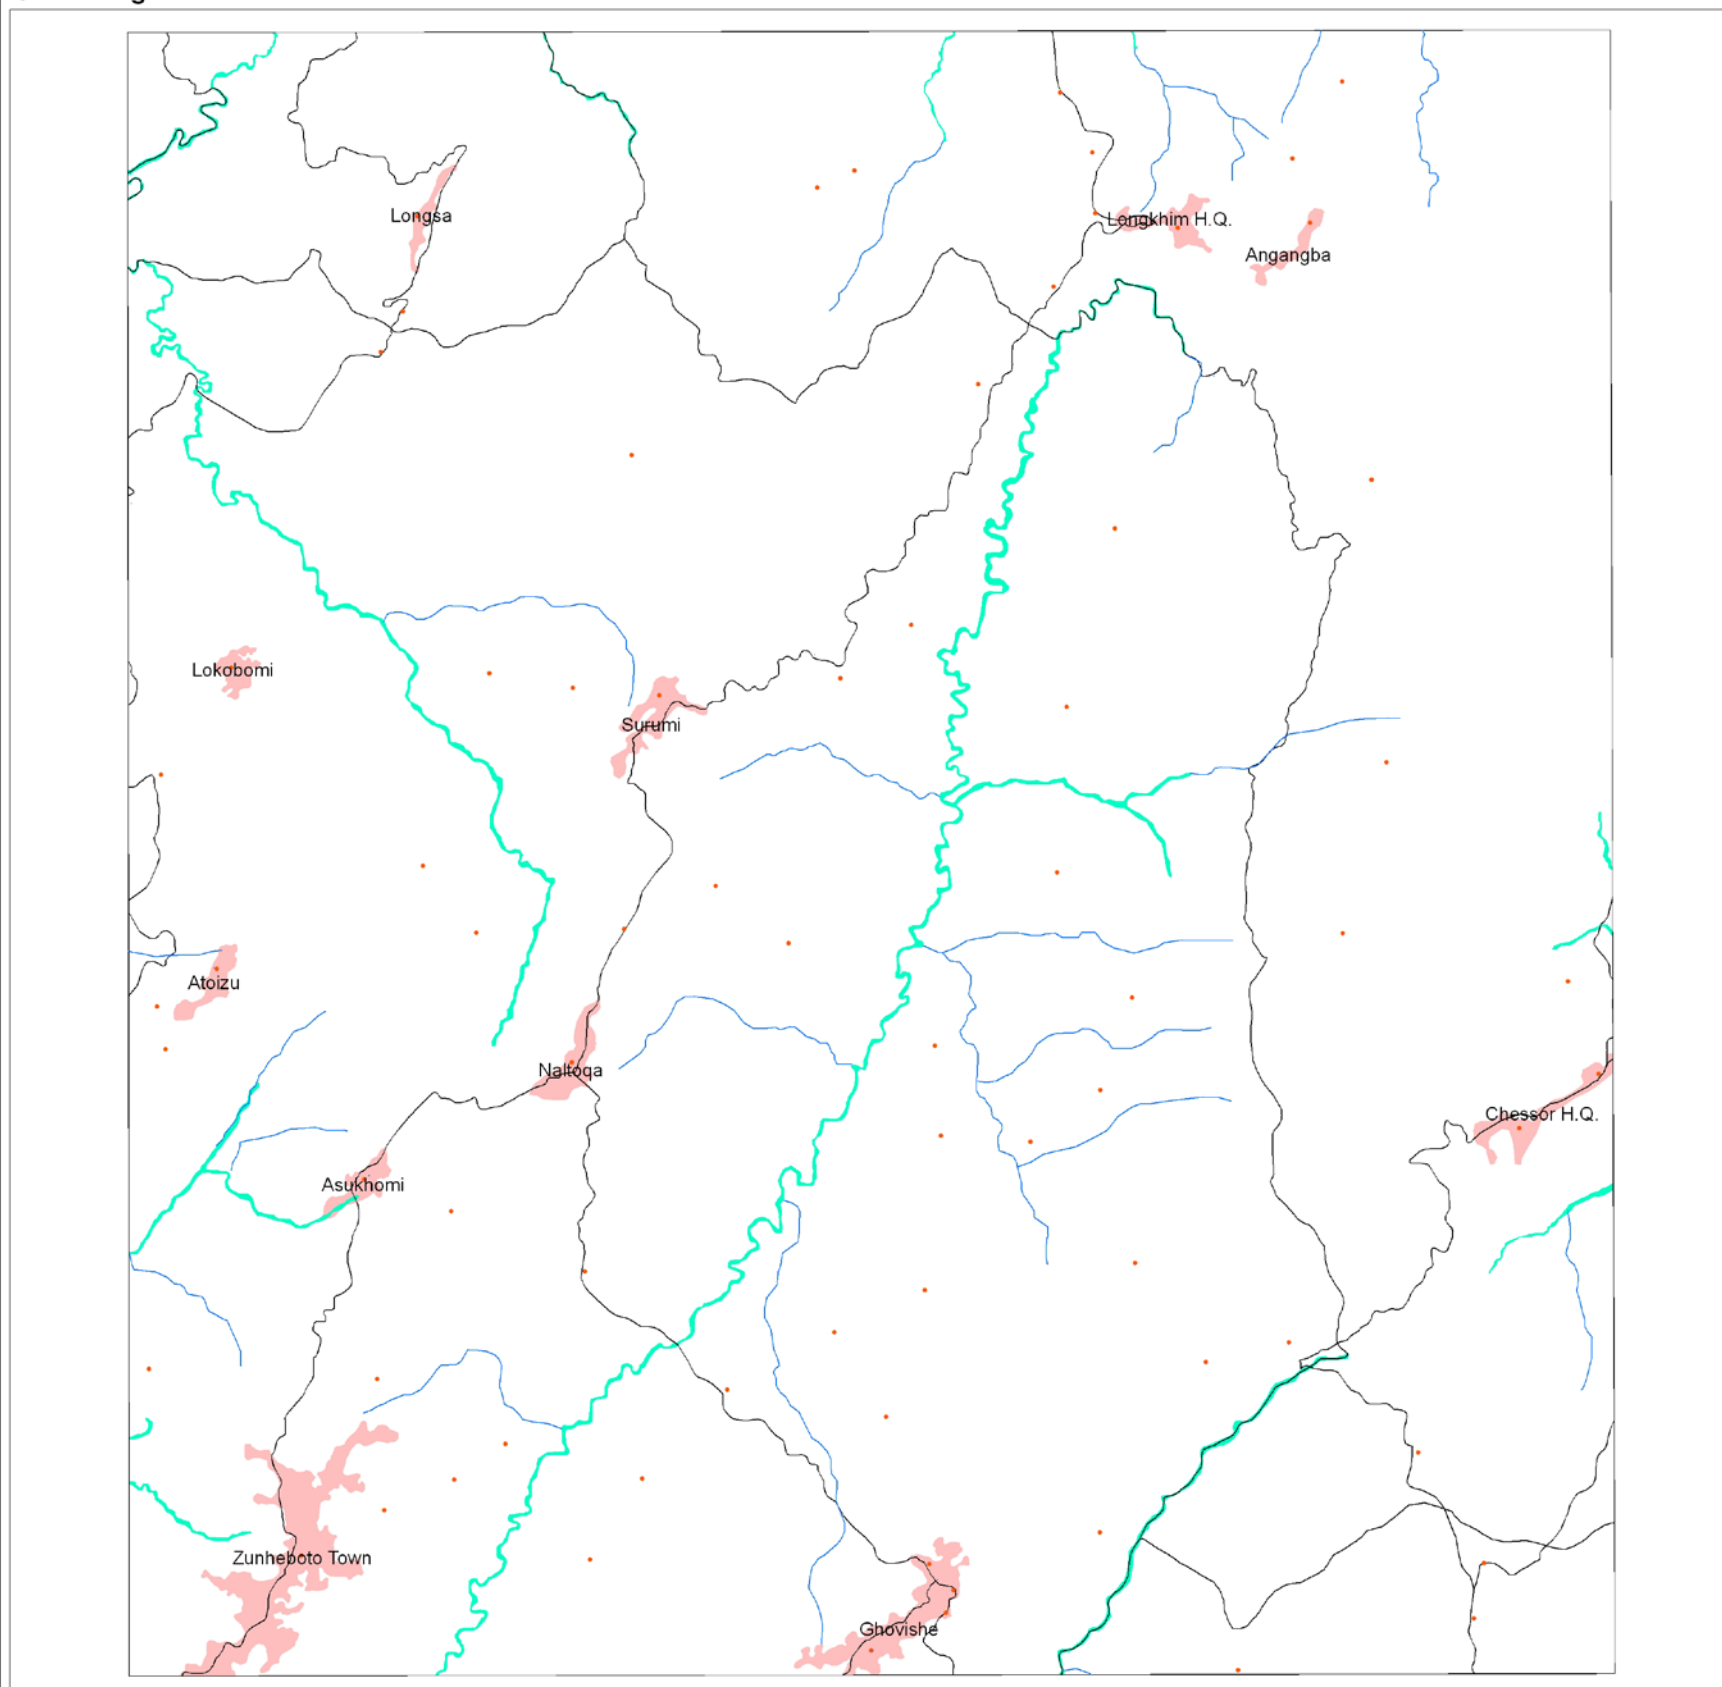 Longsa
Longkhim H.Q.
Angangba
Lokobomi
Surumi
Atoizu
Naltoqa
Chessor H.Q.
Asukhomi
Zunheboto Town
Ghovishe